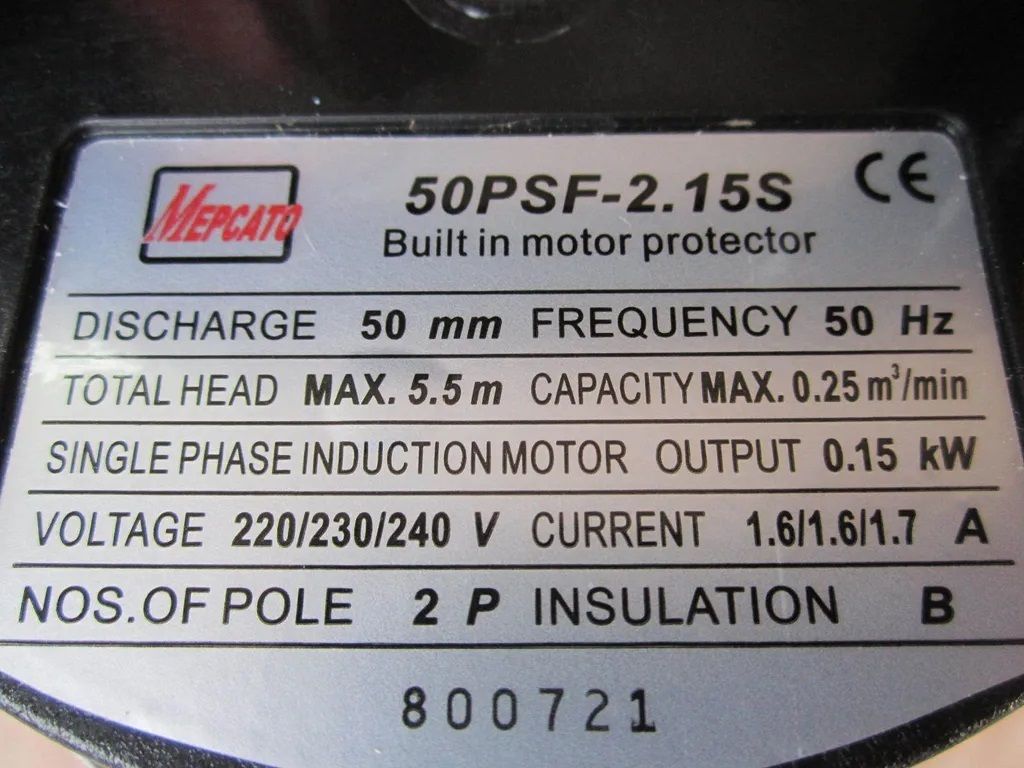 MEPCATO
50PSF-2.15S
CE
Built in motor protector
DISCHARGE 50 mm FREQUENCY 50 Hz
TOTAL HEAD MAX. 5.5 m CAPACITY MAX. 0.25 m³/min
SINGLE PHASE INDUCTION MOTOR OUTPUT 0.15 kW
VOLTAGE 220/230/240 V CURRENT 1.6/1.6/1.7 A
NOS. OF POLE 2 P INSULATION B
800721